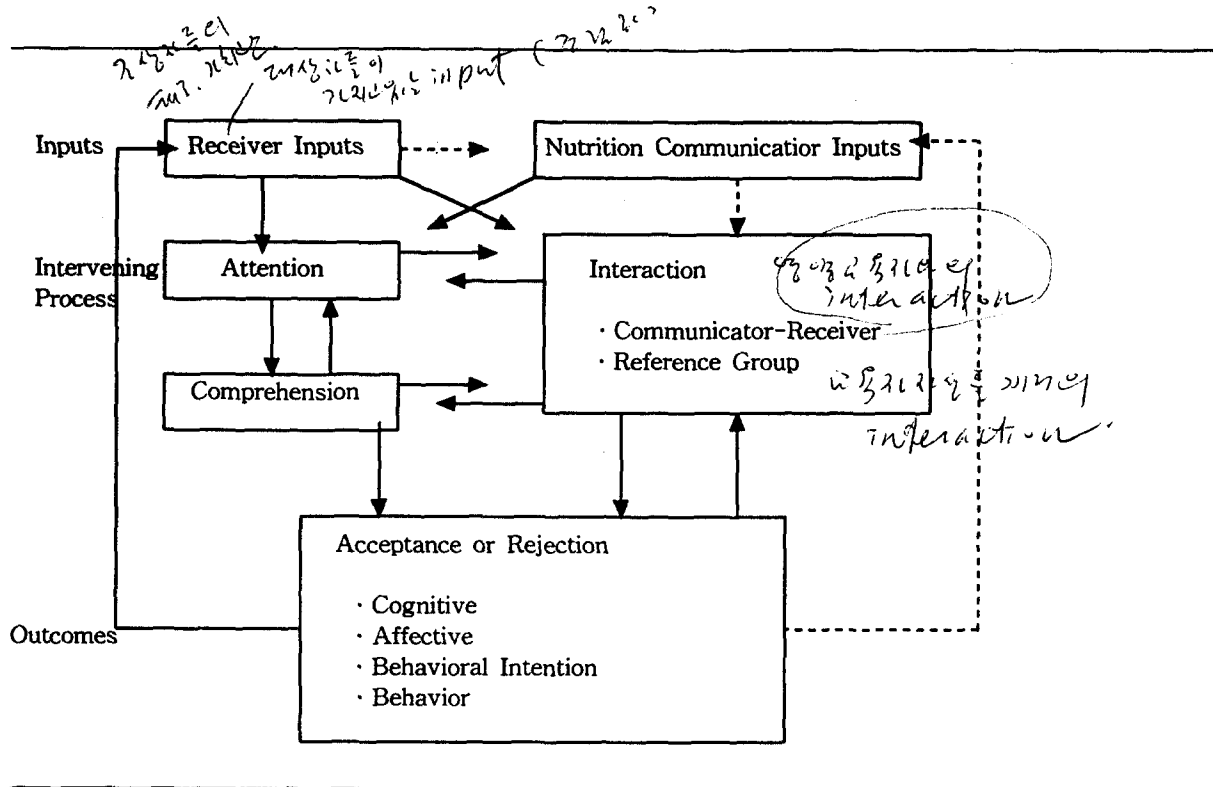 input
Inputs
Receiver Inputs
Nutrition Communicatior Inputs
Intervening
Process
Attention
Interaction
interaction
· Communicator-Receiver
· Reference Group
Comprehension
interaction
Acceptance or Rejection
· Cognitive
· Affective
· Behavioral Intention
· Behavior
Outcomes